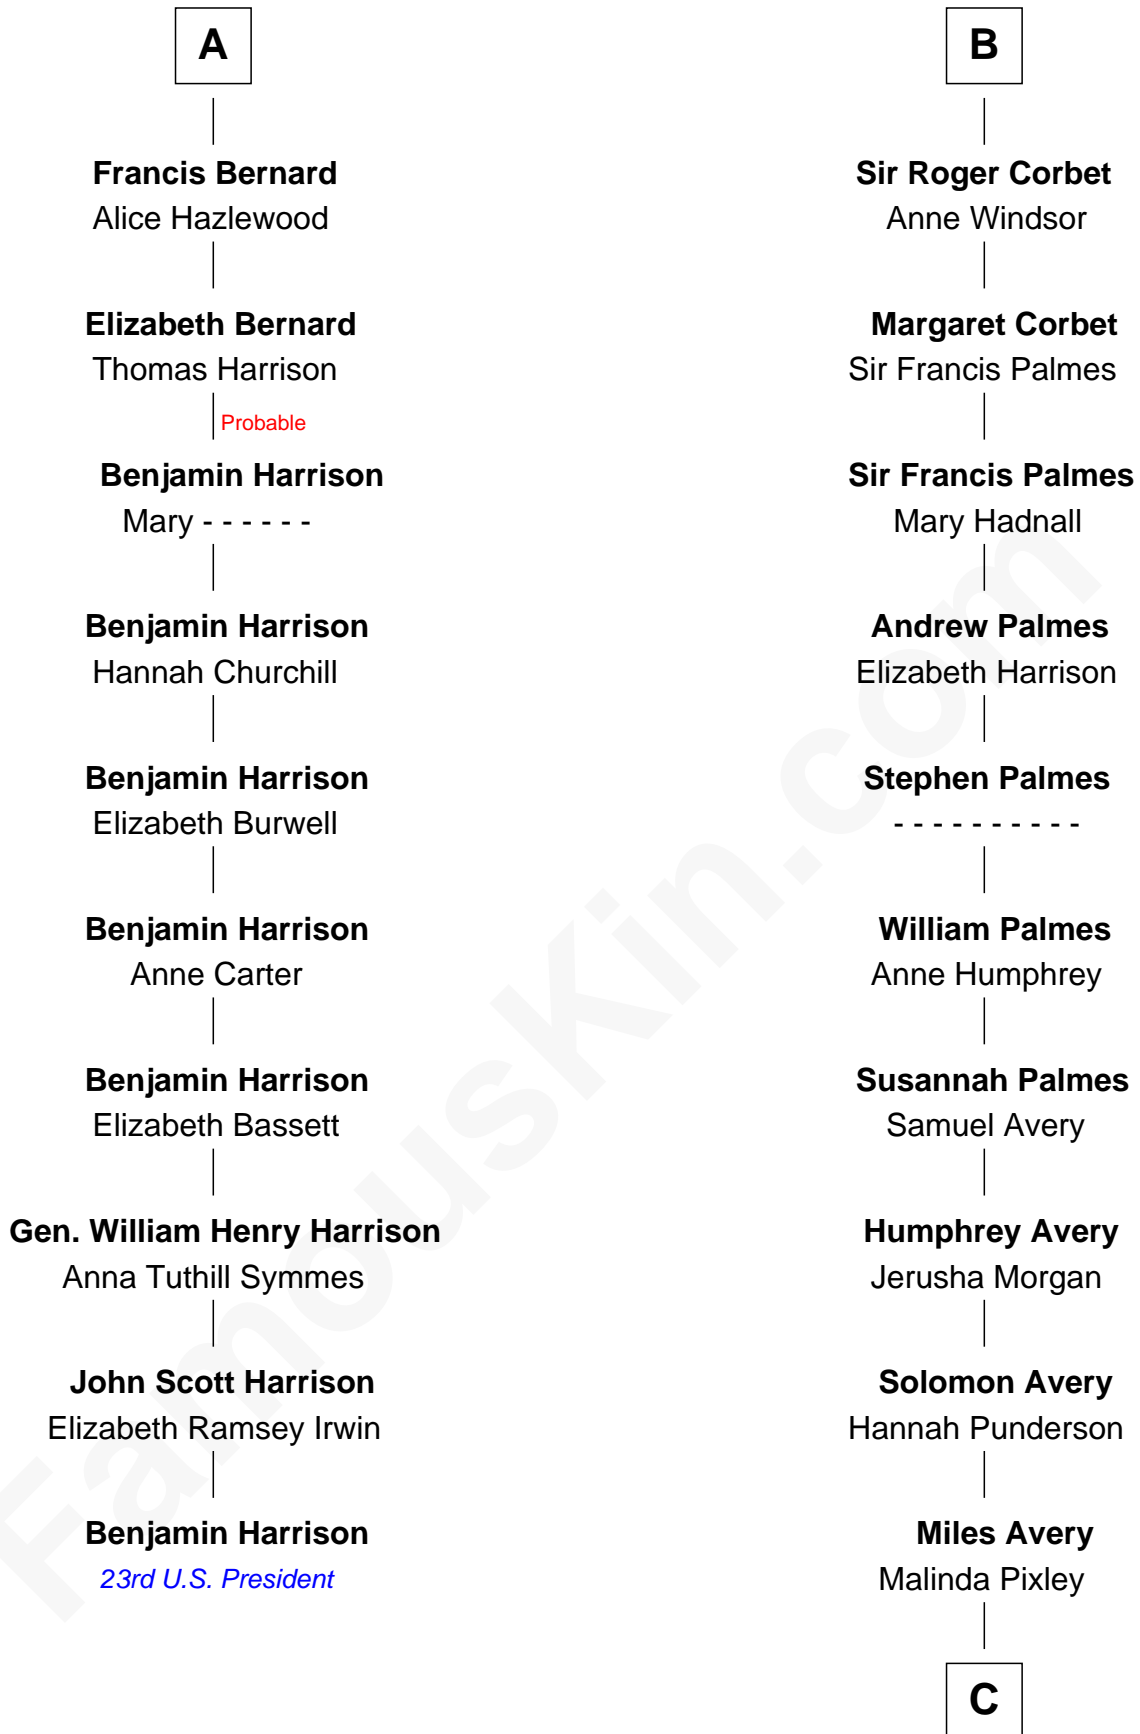 A
Francis Bernard
Alice Hazlewood
Elizabeth Bernard
Thomas Harrison
Probable
Benjamin Harrison
Mary - - - - - -
Benjamin Harrison
Hannah Churchill
Benjamin Harrison
Elizabeth Burwell
Benjamin Harrison
Anne Carter
Benjamin Harrison
Elizabeth Bassett
Gen. William Henry Harrison
Anna Tuthill Symmes
John Scott Harrison
Elizabeth Ramsey Irwin
Benjamin Harrison
23rd U.S. President
B
Sir Roger Corbet
Anne Windsor
Margaret Corbet
Sir Francis Palmes
Sir Francis Palmes
Mary Hadnall
Andrew Palmes
Elizabeth Harrison
Stephen Palmes
- - - - - - - - - -
William Palmes
Anne Humphrey
Susannah Palmes
Samuel Avery
Humphrey Avery
Jerusha Morgan
Solomon Avery
Hannah Punderson
Miles Avery
Malinda Pixley
C
FamousKin.com